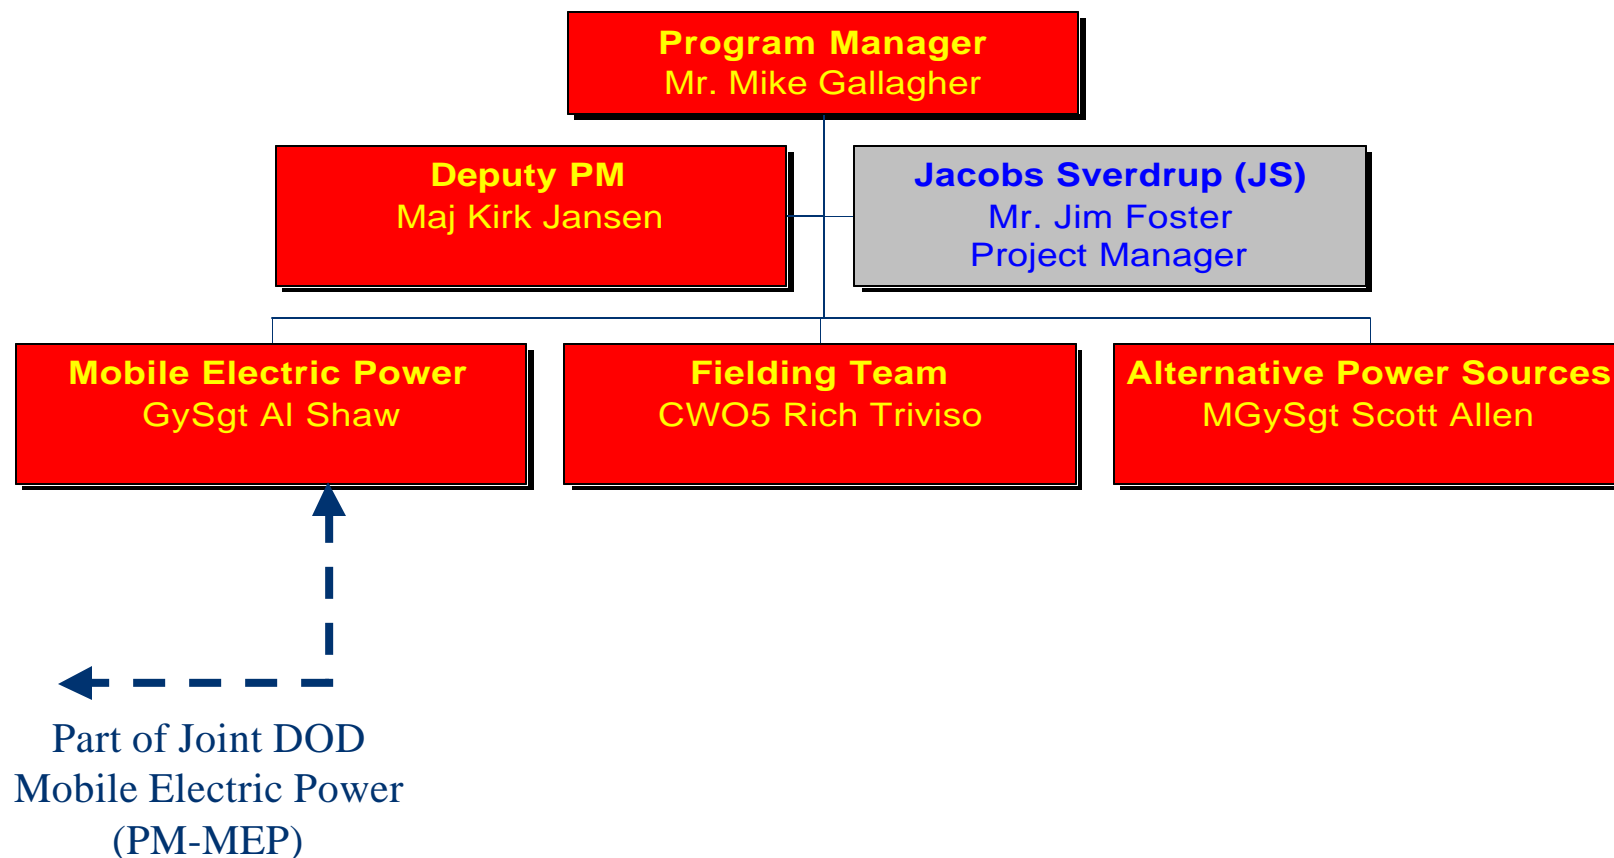 Program Manager
Mr. Mike Gallagher
Deputy PM
Maj Kirk Jansen
Jacobs Sverdrup (JS)
Mr. Jim Foster
Project Manager
Mobile Electric Power
GySgt Al Shaw
Fielding Team
CWO5 Rich Triviso
Alternative Power Sources
MGySgt Scott Allen
Part of Joint DOD
Mobile Electric Power
(PM-MEP)